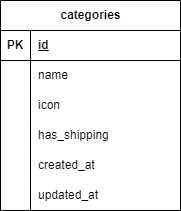 categories
PK id
name
icon
has_shipping
created_at
updated_at